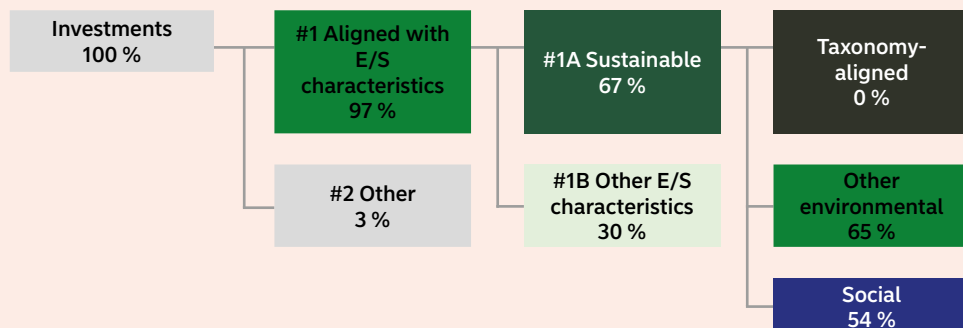 Investments
100 %
#1 Aligned with
E/S
characteristics
97 %
#2 Other
3 %
#1A Sustainable
67 %
#1B Other E/S
characteristics
30 %
Taxonomy-
aligned
0 %
Other
environmental
65 %
Social
54 %